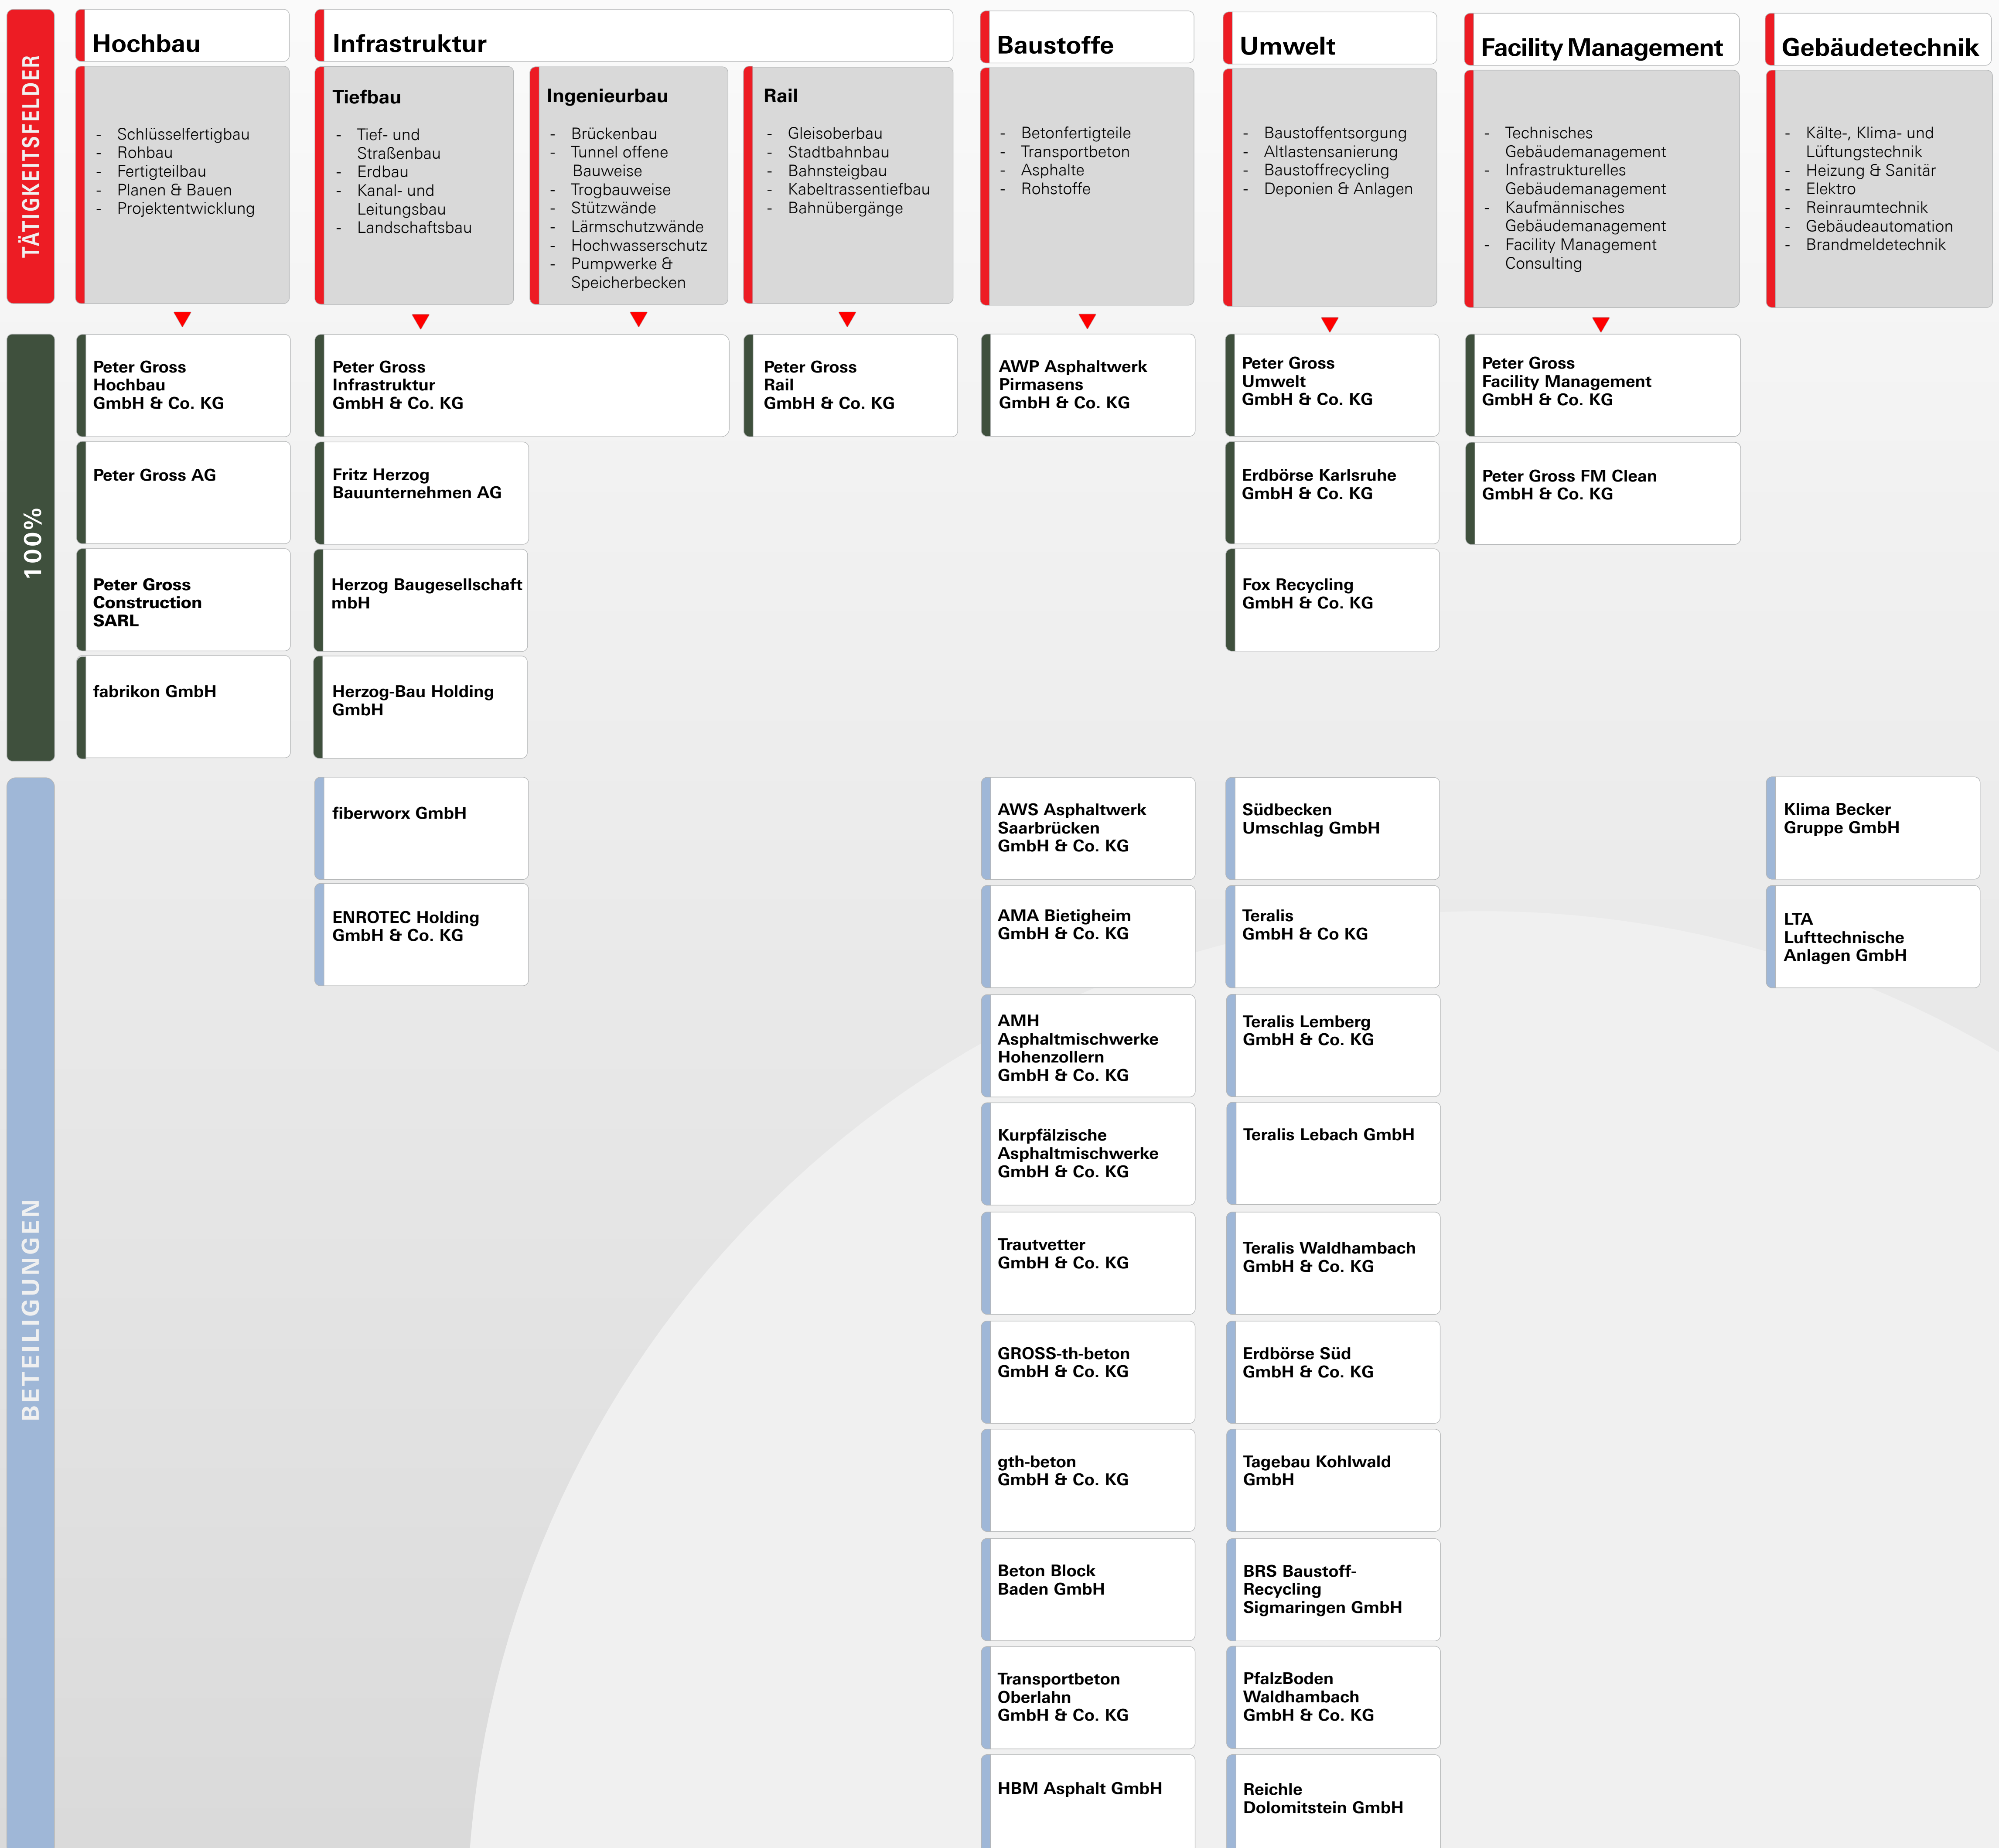 TÄTIGKEITSFELDER
Hochbau
- Schlüsselfertigbau
- Rohbau
- Fertigteilbau
- Planen & Bauen
- Projektentwicklung
Infrastruktur
Tiefbau
- Tief- und
Straßenbau
- Erdbau
- Kanal- und
Leitungsbau
- Landschaftsbau
Ingenieurbau
- Brückenbau
- Tunnel offene
Bauweise
- Trogbauweise
- Stützwände
- Lärmschutzwände
- Hochwasserschutz
- Pumpwerke &
Speicherbecken
Rail
- Gleisoberbau
- Stadtbahnbau
- Bahnsteigbau
- Kabeltrassentiefbau
- Bahnübergänge
Baustoffe
- Betonfertigteile
- Transportbeton
- Asphalte
- Rohstoffe
Umwelt
- Baustoffentsorgung
- Altlastensanierung
- Baustoffrecycling
- Deponien & Anlagen
Facility Management
- Technisches
Gebäudemanagement
- Infrastrukturelles
Gebäudemanagement
- Kaufmännisches
Gebäudemanagement
- Facility Management
Consulting
Gebäudetechnik
- Kälte-, Klima- und
Lüftungstechnik
- Heizung & Sanitär
- Elektro
- Reinraumtechnik
- Gebäudeautomation
- Brandmeldetechnik
100%
Peter Gross
Hochbau
GmbH & Co. KG
Peter Gross AG
Peter Gross
Construction
SARL
fabrikon GmbH
Peter Gross
Infrastruktur
GmbH & Co. KG
Fritz Herzog
Bauunternehmen AG
Herzog Baugesellschaft
mbH
Herzog-Bau Holding
GmbH
Peter Gross
Rail
GmbH & Co. KG
AWP Asphaltwerk
Pirmasens
GmbH & Co. KG
Peter Gross
Umwelt
GmbH & Co. KG
Erdbörse Karlsruhe
GmbH & Co. KG
Fox Recycling
GmbH & Co. KG
Peter Gross
Facility Management
GmbH & Co. KG
Peter Gross FM Clean
GmbH & Co. KG
BETEILIGUNGEN
fiberworx GmbH
ENROTEC Holding
GmbH & Co. KG
AWS Asphaltwerk
Saarbrücken
GmbH & Co. KG
AMA Bietigheim
GmbH & Co. KG
AMH
Asphaltmischwerke
Hohenzollern
GmbH & Co. KG
Kurpfälzische
Asphaltmischwerke
GmbH & Co. KG
Trautvetter
GmbH & Co. KG
GROSS-th-beton
GmbH & Co. KG
gth-beton
GmbH & Co. KG
Beton Block
Baden GmbH
Transportbeton
Oberlahn
GmbH & Co. KG
HBM Asphalt GmbH
Südbecken
Umschlag GmbH
Teralis
GmbH & Co KG
Teralis Lemberg
GmbH & Co. KG
Teralis Lebach GmbH
Teralis Waldhambach
GmbH & Co. KG
Erdbörse Süd
GmbH & Co. KG
Tagebau Kohlwald
GmbH
BRS Baustoff-
Recycling
Sigmaringen GmbH
PfalzBoden
Waldhambach
GmbH & Co. KG
Reichle
Dolomitstein GmbH
Klima Becker
Gruppe GmbH
LTA
Lufttechnische
Anlagen GmbH